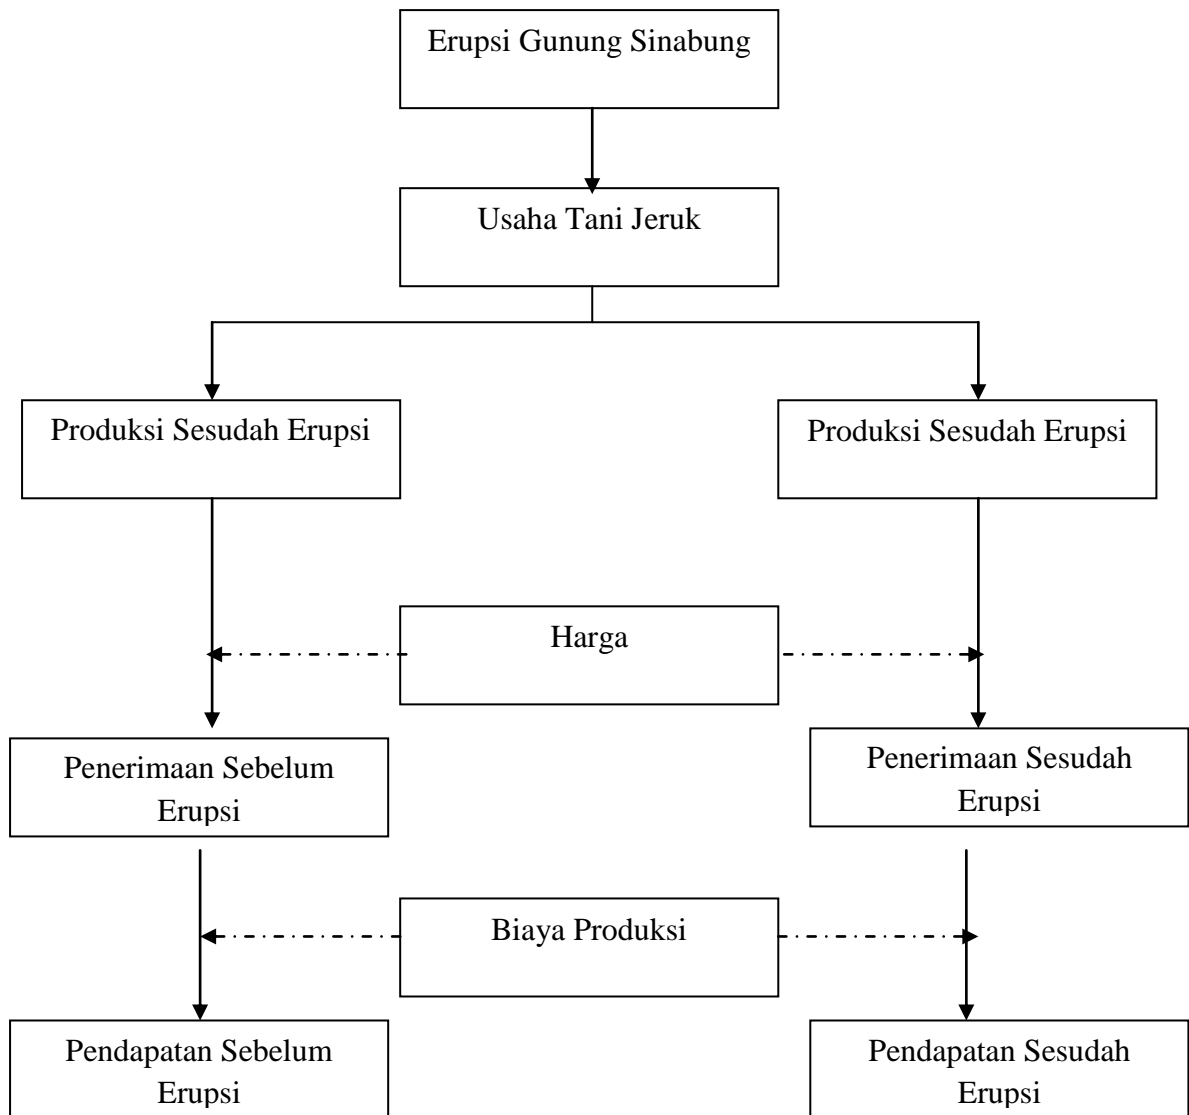 Erupsi Gunung Sinabung
Usaha Tani Jeruk
Produksi Sesudah Erupsi
Produksi Sesudah Erupsi
Harga
Penerimaan Sebelum
Erupsi
Penerimaan Sesudah
Erupsi
Biaya Produksi
Pendapatan Sebelum
Erupsi
Pendapatan Sesudah
Erupsi